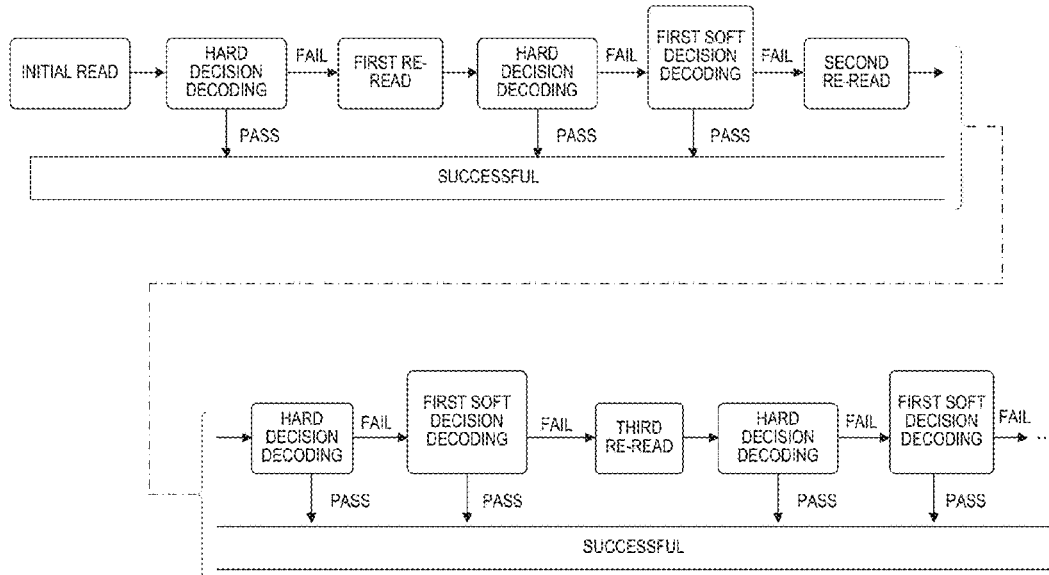 INITIAL READ
HARD
DECISION
DECODING
FAIL
FIRST RE-
READ
HARD
DECISION
DECODING
FAIL
FIRST SOFT
DECISION
DECODING
FAIL
SECOND
RE-READ
PASS
PASS
PASS
SUCCESSFUL
HARD
DECISION
DECODING
FAIL
FIRST SOFT
DECISION
DECODING
FAIL
THIRD
RE-READ
HARD
DECISION
DECODING
FAIL
FIRST SOFT
DECISION
DECODING
FAIL
...
PASS
PASS
PASS
PASS
SUCCESSFUL